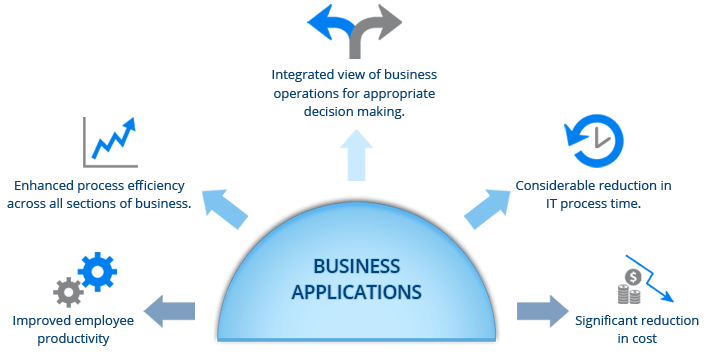 Integrated view of business
operations for appropriate
decision making.
Enhanced process efficiency
across all sections of business.
Considerable reduction in
IT process time.
BUSINESS
APPLICATIONS
Improved employee
productivity
$
Significant reduction
in cost